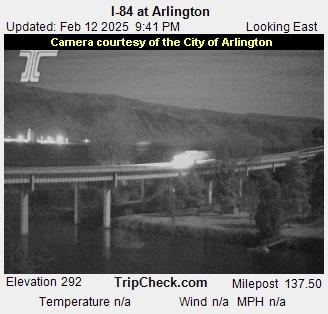 I-84 at Arlington
Updated: Feb 12 2025 9:41 PM Looking East
Camera courtesy of the City of Arlington
Elevation 292 TripCheck.com Milepost 137.50
Temperature n/a Wind n/a MPH n/a